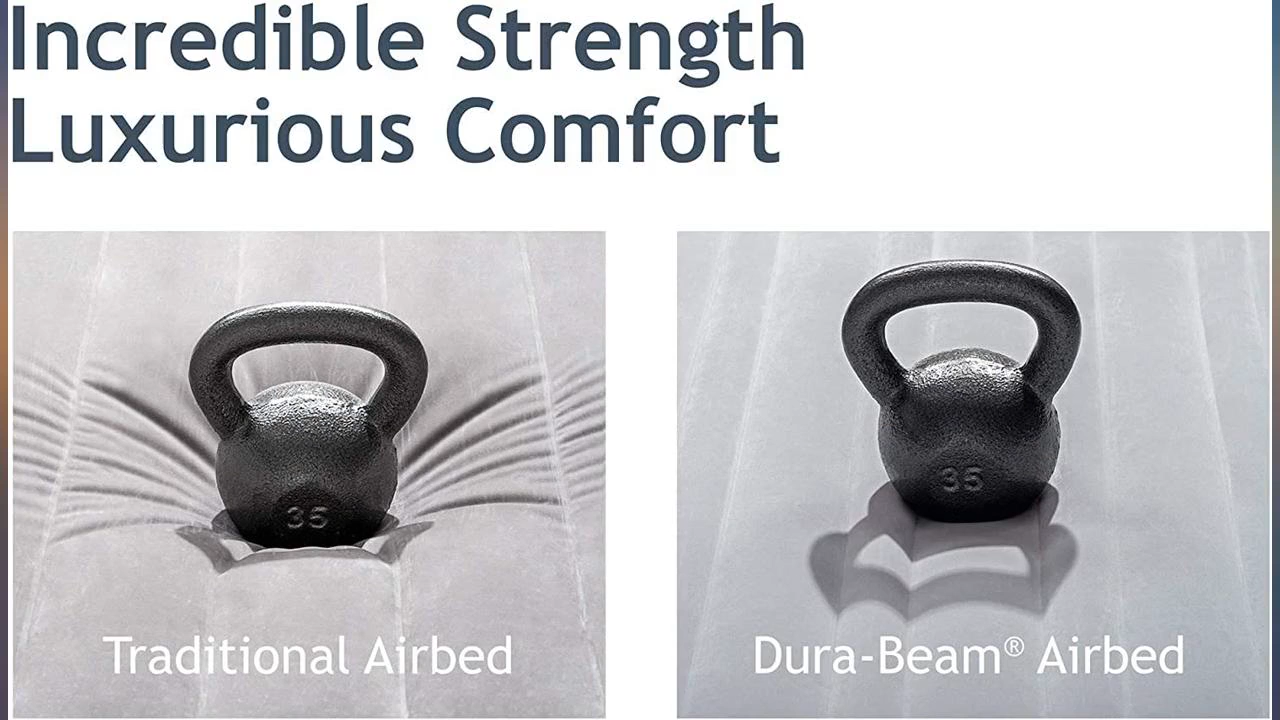 Incredible Strength
Luxurious Comfort
35
35
Traditional Airbed
Dura-Beam® Airbed